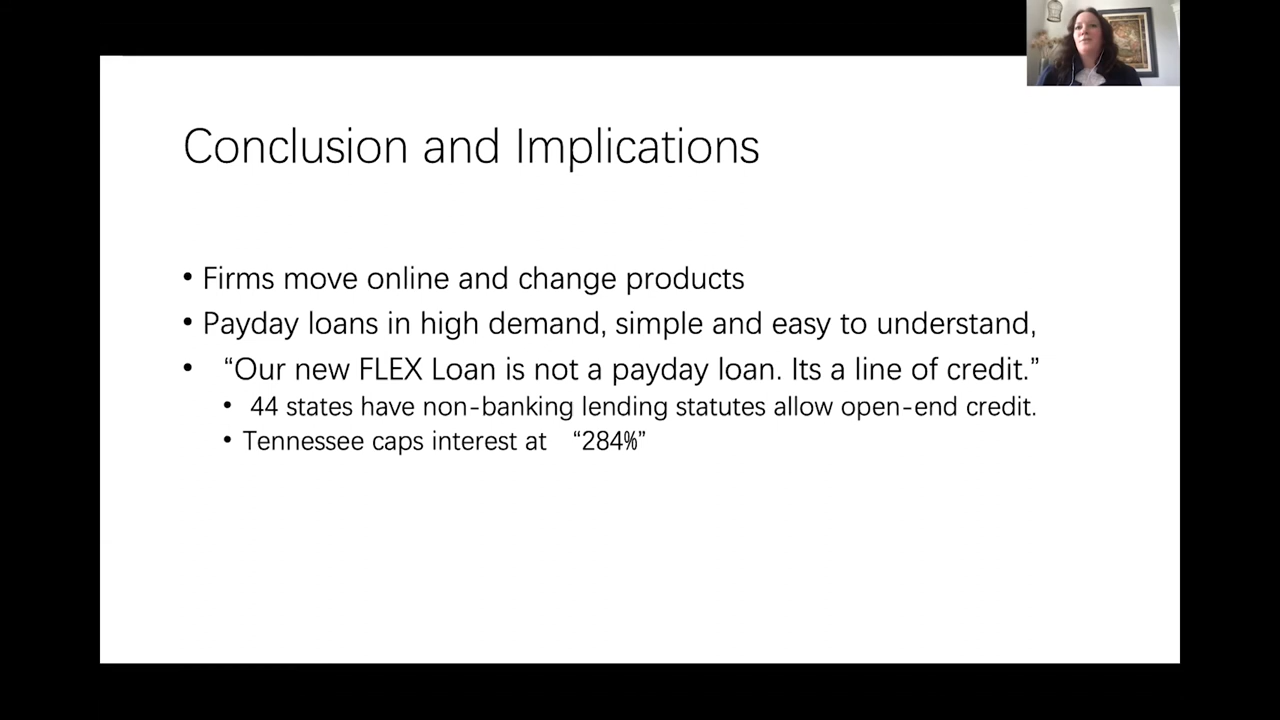 Conclusion and Implications
• Firms move online and change products
• Payday loans in high demand, simple and easy to understand,
• “Our new FLEX Loan is not a payday loan. Its a line of credit.”
• 44 states have non-banking lending statutes allow open-end credit.
• Tennessee caps interest at “284%”